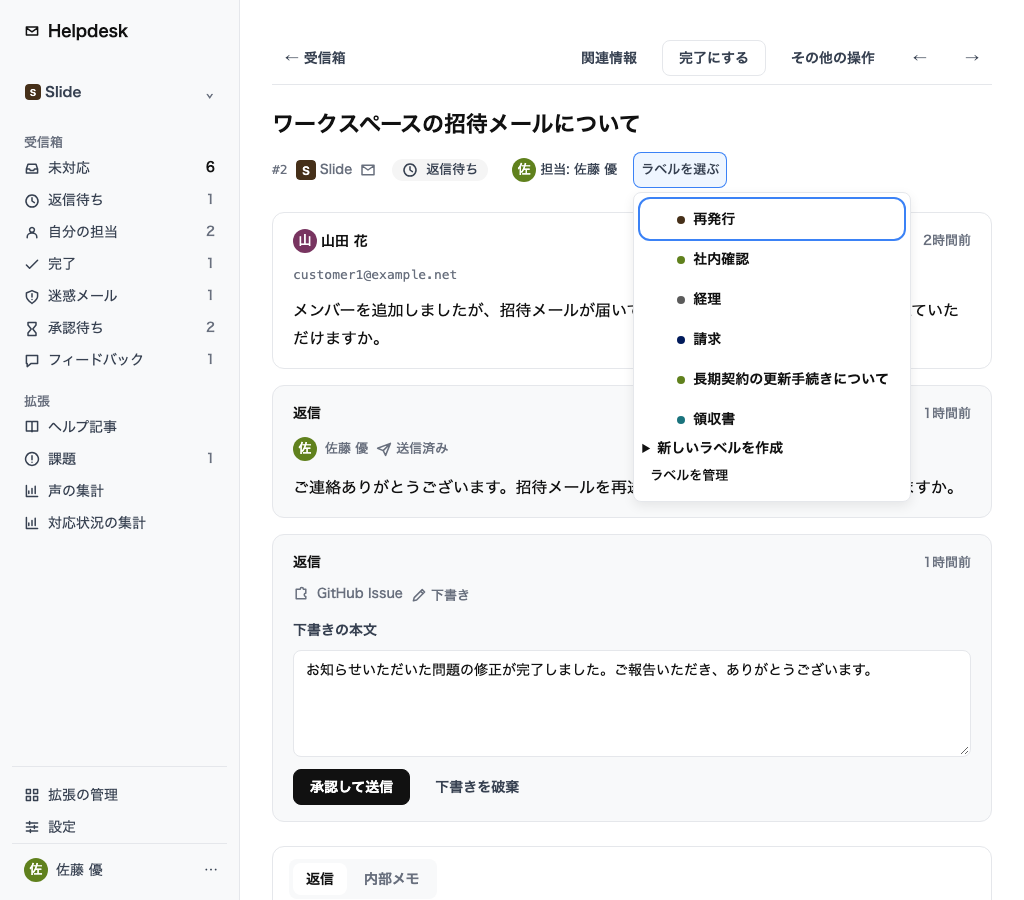 Helpdesk
S Slide
受信箱
未対応 6
返信待ち 1
自分の担当 2
完了 1
迷惑メール 1
承認待ち 2
フィードバック 1
拡張
ヘルプ記事
課題 1
声の集計
対応状況の集計
拡張の管理
設定
佐 佐藤 優 …
← 受信箱 関連情報 完了にする その他の操作 ← →
ワークスペースの招待メールについて
#2 S Slide 返信待ち 佐 担当: 佐藤 優 ラベルを選ぶ
再発行
社内確認
経理
請求
長期契約の更新手続きについて
領収書
▶ 新しいラベルを作成
ラベルを管理
山 山田 花 2時間前
customer1@example.net
メンバーを追加しましたが、招待メールが届い ていた
だけますか。
返信 1時間前
佐 佐藤 優 送信済み
ご連絡ありがとうございます。招待メールを再 ますか。
返信 1時間前
GitHub Issue 下書き
下書きの本文
お知らせいただいた問題の修正が完了しました。ご報告いただき、ありがとうございます。
承認して送信 下書きを破棄
返信 内部メモ